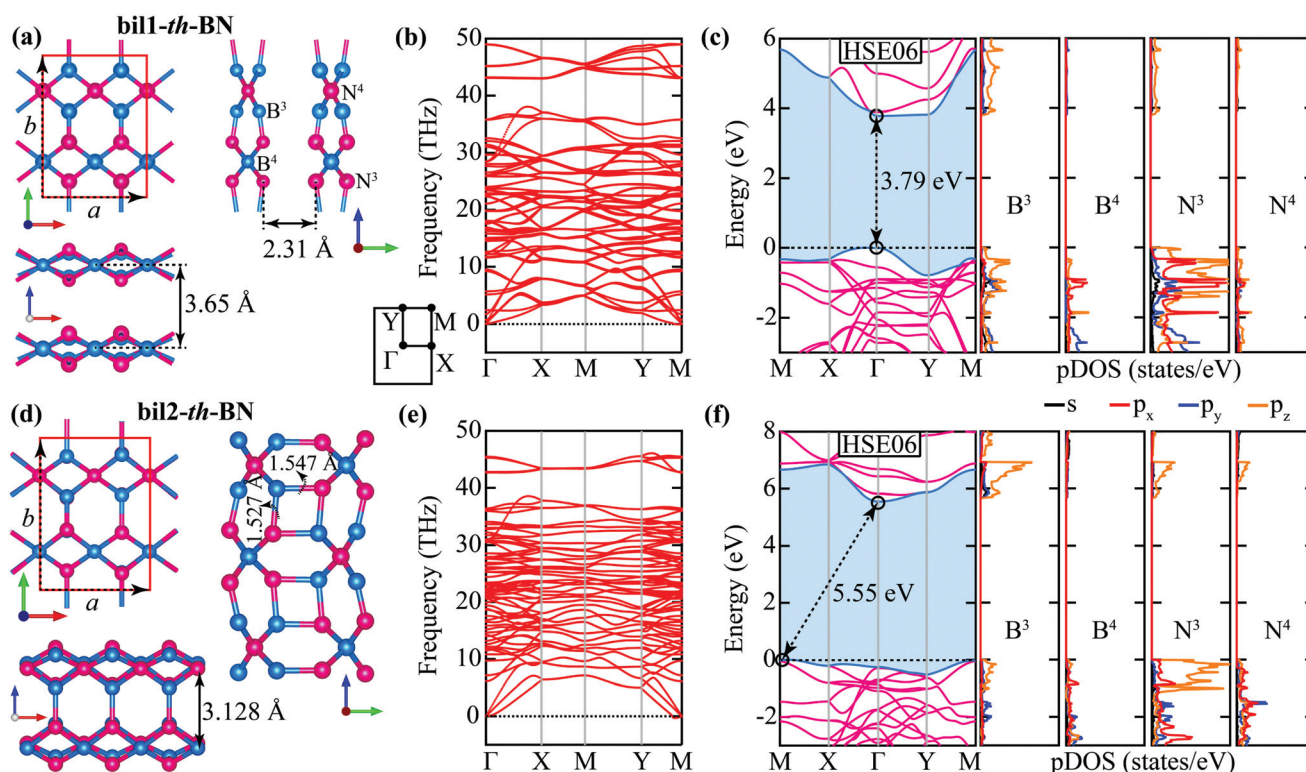 bil1-th-BN
(a)
b
a
B³
N⁴
B⁴
N³
2.31 Å
3.65 Å
(b)
Frequency (THz)
50
40
30
20
10
0
Γ X M Y M
Y M
Γ X
(c)
HSE06
Energy (eV)
6
4
2
0
-2
3.79 eV
M X Γ Y M
B³ B⁴ N³ N⁴
pDOS (states/eV)
s px py pz
bil2-th-BN
(d)
b
a
1.547 Å
1.527 Å
3.128 Å
(e)
Frequency (THz)
50
40
30
20
10
0
Γ X M Y M
(f)
HSE06
Energy (eV)
8
6
4
2
0
-2
5.55 eV
M X Γ Y M
B³ B⁴ N³ N⁴
pDOS (states/eV)